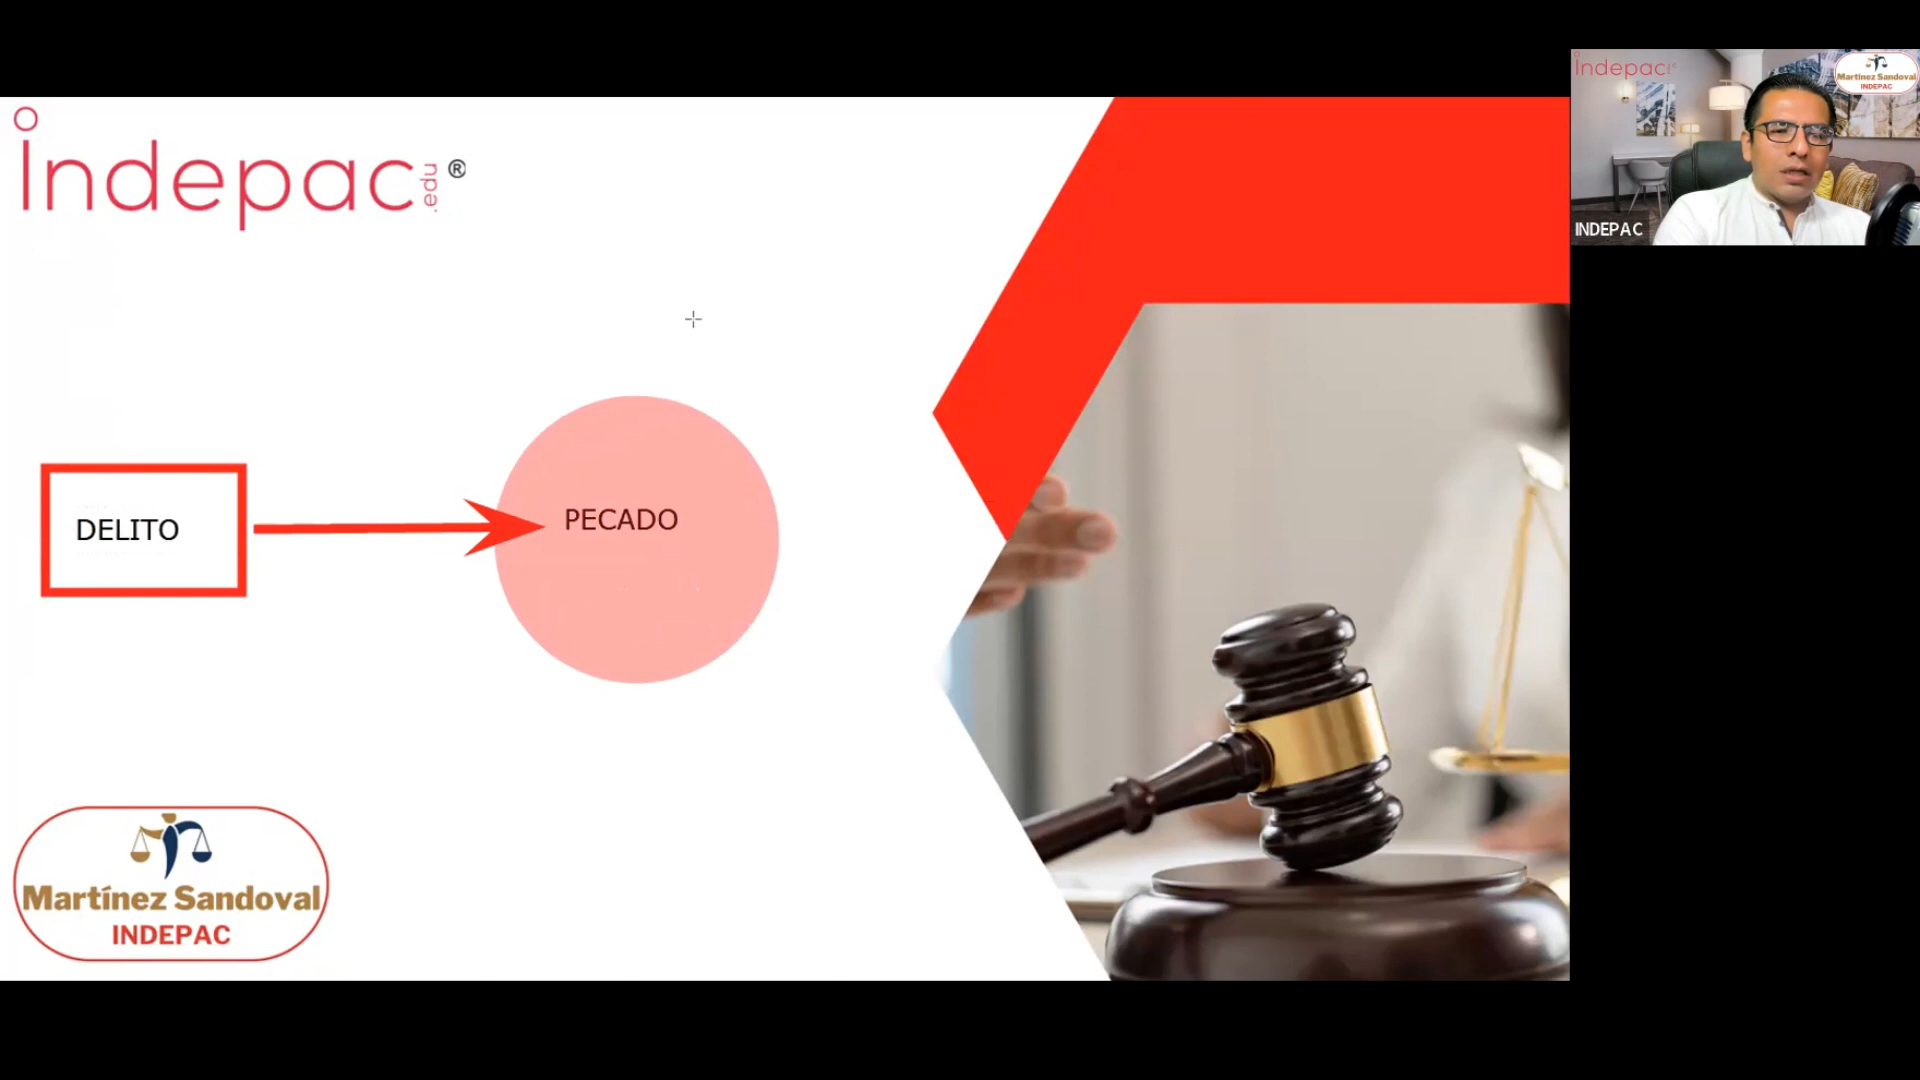 indepac .edu ®
DELITO
PECADO
Martínez Sandoval
INDEPAC
indepac
Martínez Sandoval
INDEPAC
INDEPAC